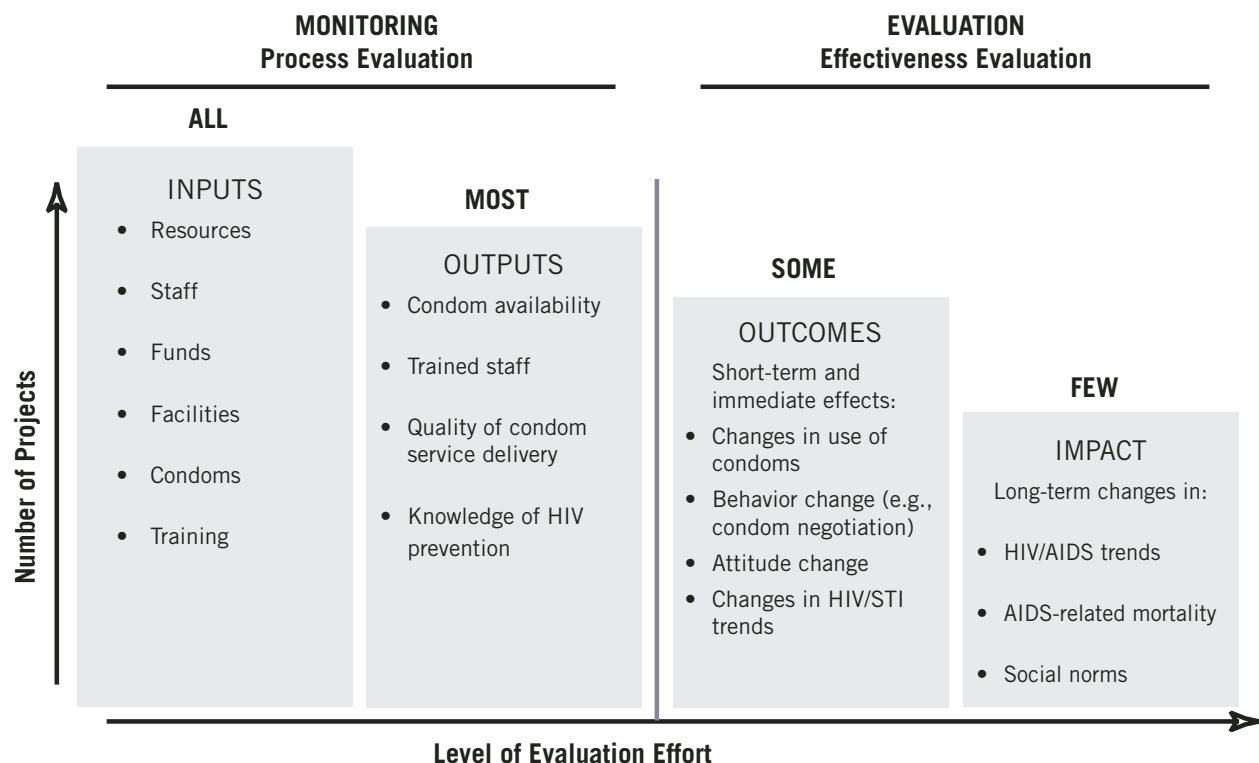 MONITORING
Process Evaluation
EVALUATION
Effectiveness Evaluation
ALL
INPUTS
• Resources
• Staff
• Funds
• Facilities
• Condoms
• Training
MOST
OUTPUTS
• Condom availability
• Trained staff
• Quality of condom
service delivery
• Knowledge of HIV
prevention
SOME
OUTCOMES
Short-term and
immediate effects:
• Changes in use of
condoms
• Behavior change (e.g.,
condom negotiation)
• Attitude change
• Changes in HIV/STI
trends
FEW
IMPACT
Long-term changes in:
• HIV/AIDS trends
• AIDS-related mortality
• Social norms
Number of Projects
Level of Evaluation Effort